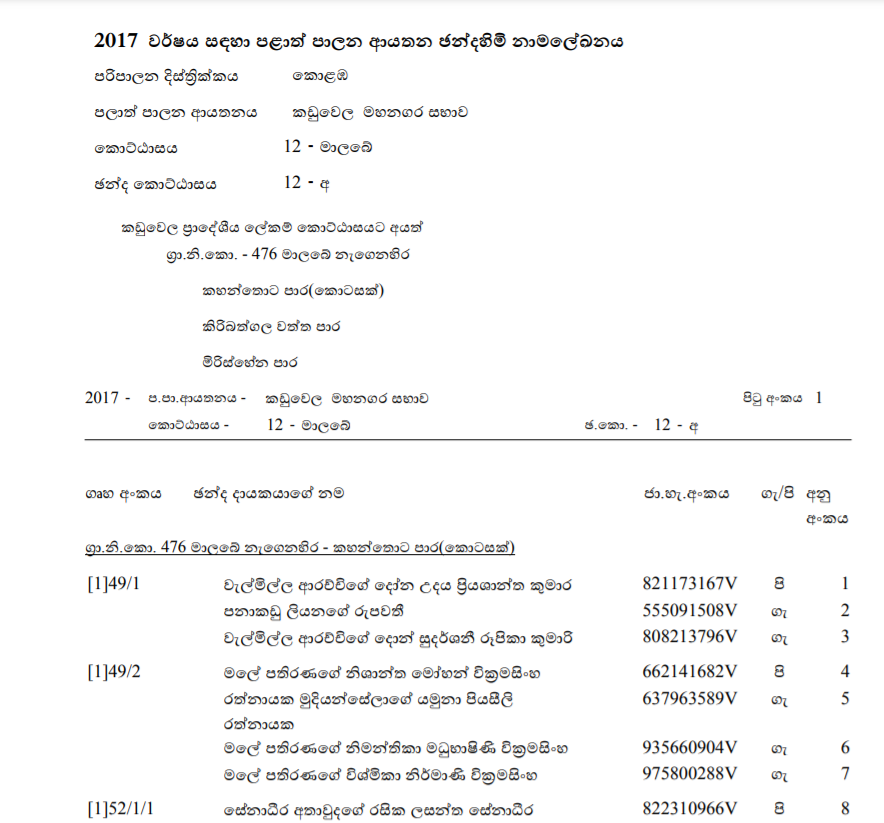 2017 වර්ෂය සඳහා පළාත් පාලන ආයතන ඡන්දහිමි නාමලේඛනය
පරිපාලන දිස්ත්‍රික්කය කොළඹ
පලාත් පාලන ආයතනය කඩුවෙල මහනගර සභාව
කොට්ඨාසය 12 - මාලබේ
ඡන්ද කොට්ඨාසය 12 - අ
කඩුවෙල ප්‍රාදේශීය ලේකම් කොට්ඨාසයට අයත්
ග්‍රා.නි.කො. - 476 මාලබේ නැගෙනහිර
කහන්තොට පාර(කොටසක්)
කිරිබත්ගල වත්ත පාර
මිරිස්හේන පාර
2017 - ප.පා.ආයතනය - කඩුවෙල මහනගර සභාව පිටු අංකය 1
කොට්ඨාසය - 12 - මාලබේ ඡ.කො. - 12 - අ
ගෘහ අංකය ඡන්ද දායකයාගේ නම ජා.හැ.අංකය ගැ/පි අනු
අංකය
ග්‍රා.නි.කො. 476 මාලබේ නැගෙනහිර - කහන්තොට පාර(කොටසක්)
[1]49/1 වැල්මිල්ල ආරච්චිගේ දෝන උදය ප්‍රියශාන්ත කුමාර 821173167V පි 1
පනාකඩු ලියනගේ රුපවතී 555091508V ගැ 2
වැල්මිල්ල ආරච්චිගේ දොන් සුදර්ශනී රූපිකා කුමාරි 808213796V ගැ 3
[1]49/2 මලේ පතිරණගේ නිශාන්ත මෝහන් වික්‍රමසිංහ 662141682V පි 4
රත්නායක මුදියන්සේලාගේ යමුනා පියසීලි 637963589V ගැ 5
රත්නායක
මලේ පතිරණගේ නිමන්තිකා මධුභාෂිණි වික්‍රමසිංහ 935660904V ගැ 6
මලේ පතිරණගේ විශ්මිකා නිර්මාණි වික්‍රමසිංහ 975800288V ගැ 7
[1]52/1/1 සේනාධීර අතාවුදගේ රසික ලසන්ත සේනාධීර 822310966V පි 8